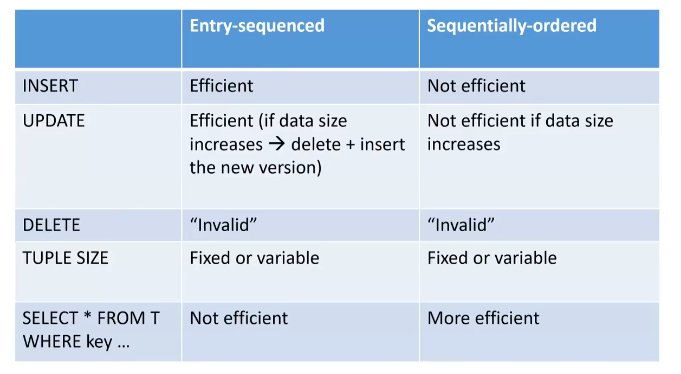 Entry-sequenced
Sequentially-ordered
INSERT
Efficient
Not efficient
UPDATE
Efficient (if data size
increases → delete + insert
the new version)
Not efficient if data size
increases
DELETE
“Invalid”
“Invalid”
TUPLE SIZE
Fixed or variable
Fixed or variable
SELECT * FROM T
WHERE key ...
Not efficient
More efficient